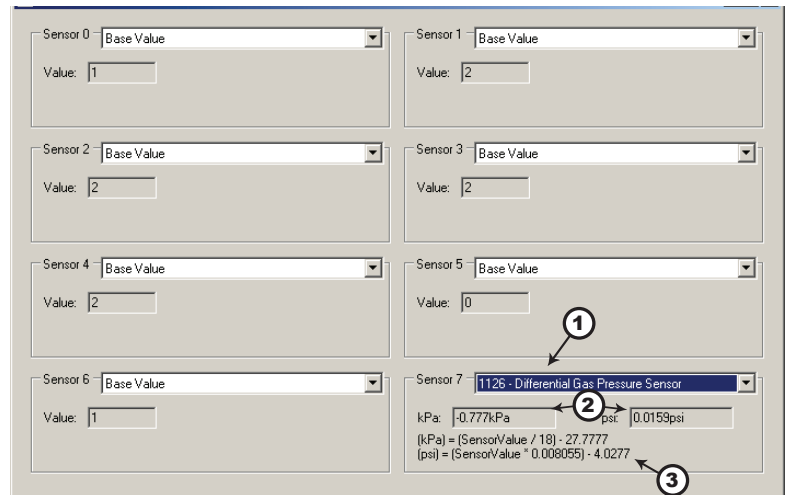 Sensor 0 Base Value
Value: 1
Sensor 1 Base Value
Value: 2
Sensor 2 Base Value
Value: 2
Sensor 3 Base Value
Value: 2
Sensor 4 Base Value
Value: 2
Sensor 5 Base Value
Value: 0
1
Sensor 6 Base Value
Value: 1
Sensor 7 1126 - Differential Gas Pressure Sensor
kPa: -0.777kPa 2 psi: 0.0159psi
(kPa) = (SensorValue / 18) - 27.7777
(psi) = (SensorValue * 0.008055) - 4.0277
3